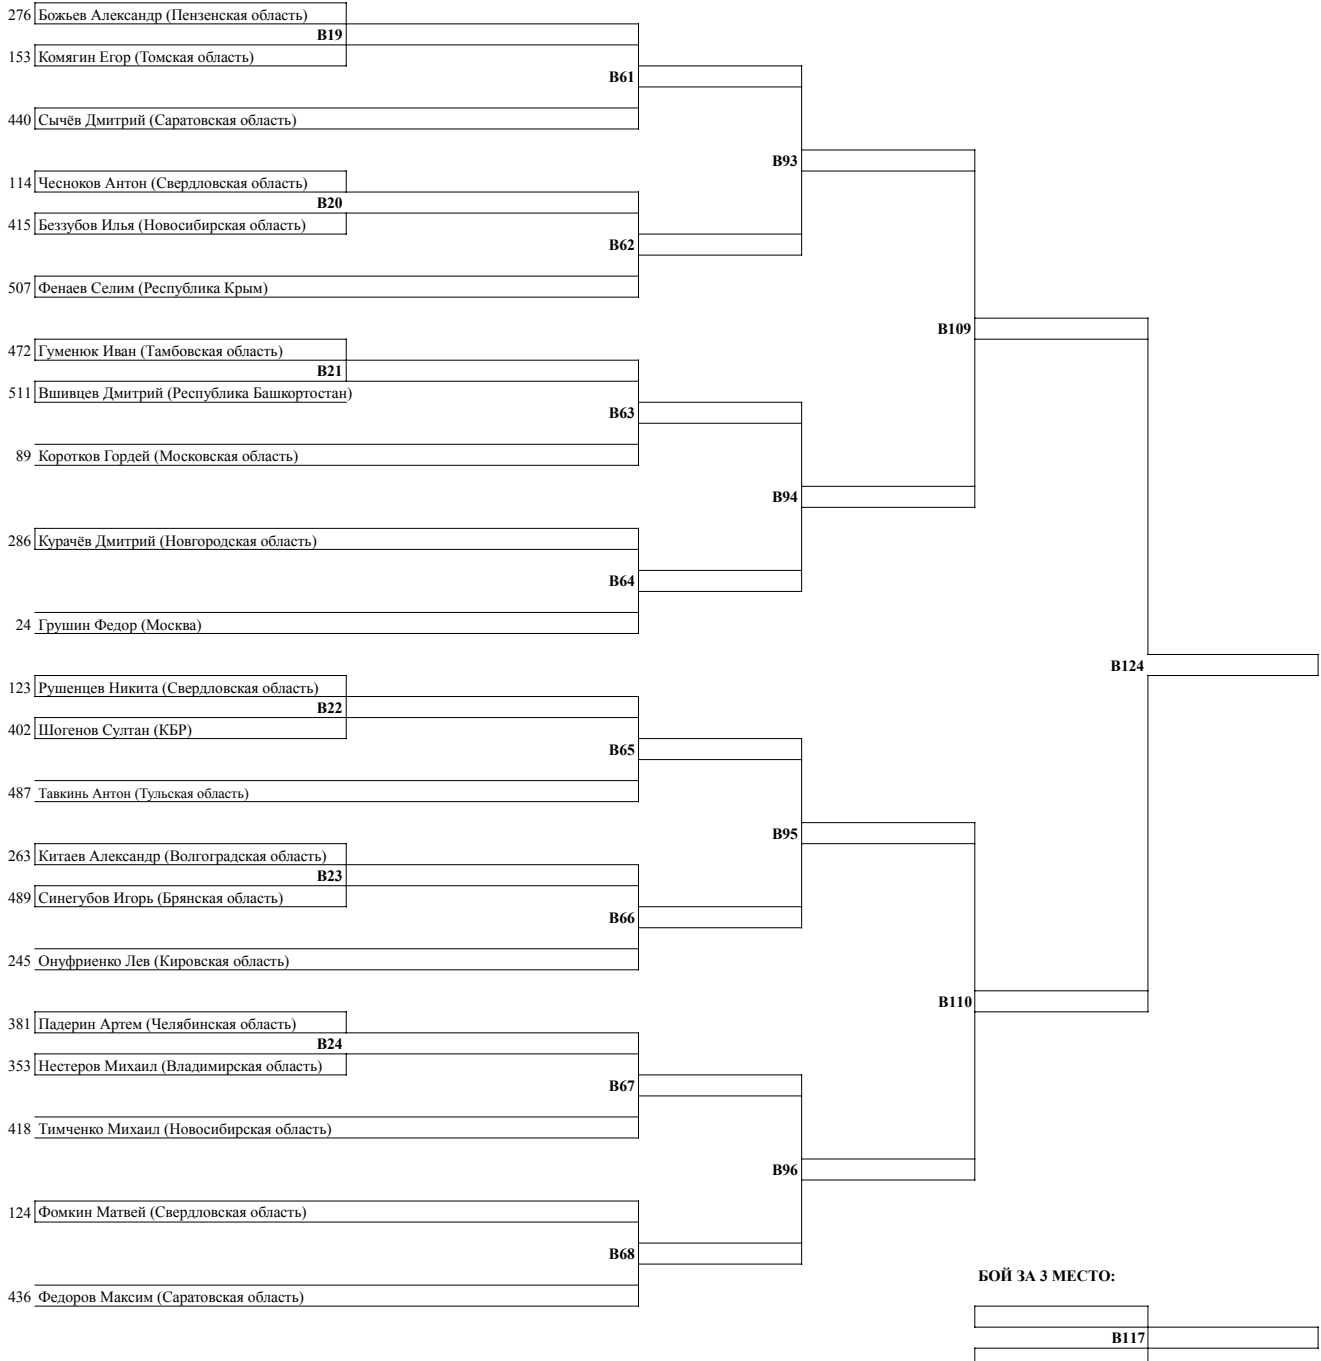 276 Божьев Александр (Пензенская область)
B19
153 Комягин Егор (Томская область)
B61
440 Сычёв Дмитрий (Саратовская область)
B93
114 Чесноков Антон (Свердловская область)
B20
415 Беззубов Илья (Новосибирская область)
B62
507 Фенаев Селим (Республика Крым)
B109
472 Гуменюк Иван (Тамбовская область)
B21
511 Вшивцев Дмитрий (Республика Башкортостан)
B63
89 Коротков Гордей (Московская область)
B94
286 Курачёв Дмитрий (Новгородская область)
B64
24 Грушин Федор (Москва)
B124
123 Рушенцев Никита (Свердловская область)
B22
402 Шогенов Султан (КБР)
B65
487 Тавкинь Антон (Тульская область)
B95
263 Китаев Александр (Волгоградская область)
B23
489 Синегубов Игорь (Брянская область)
B66
245 Онуфриенко Лев (Кировская область)
B110
381 Падерин Артем (Челябинская область)
B24
353 Нестеров Михаил (Владимирская область)
B67
418 Тимченко Михаил (Новосибирская область)
B96
124 Фомкин Матвей (Свердловская область)
B68
БОЙ ЗА 3 МЕСТО:
436 Федоров Максим (Саратовская область)
B117